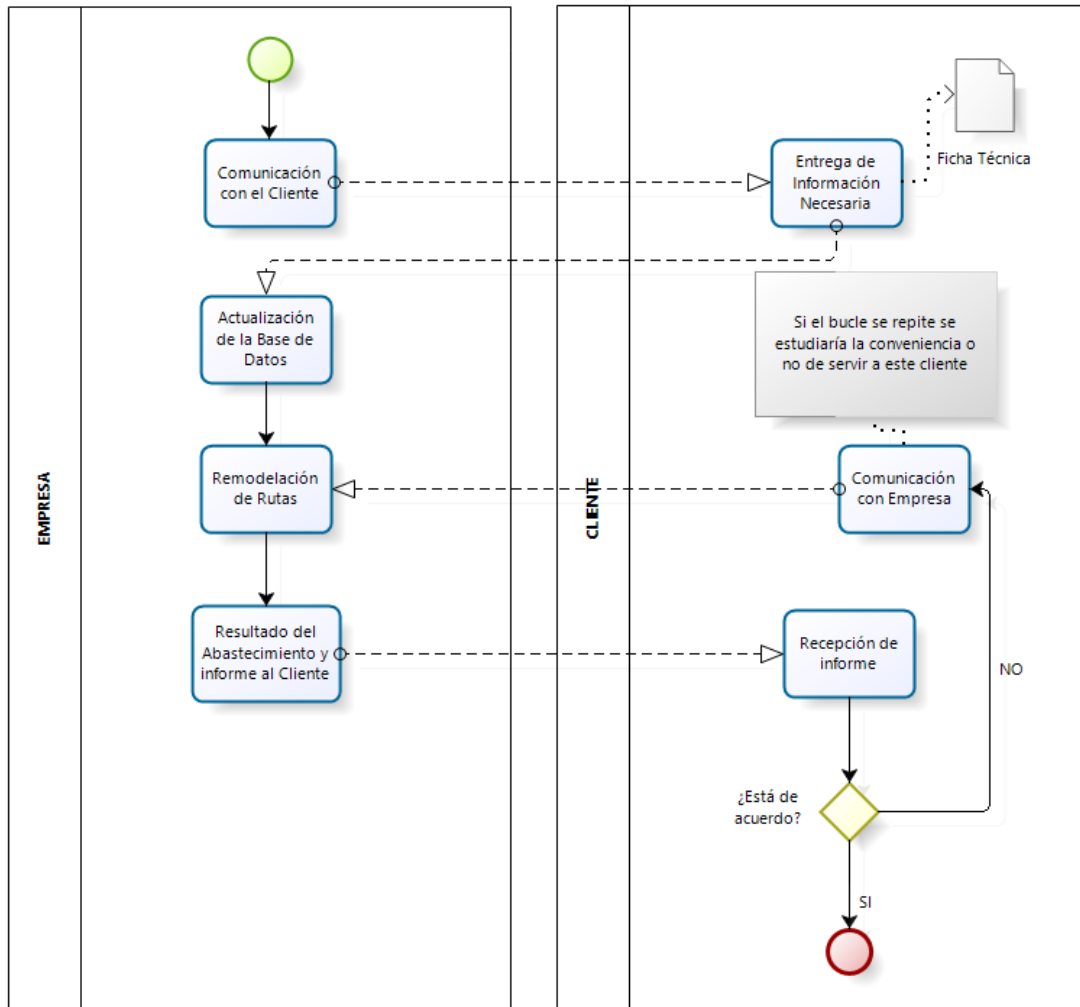 EMPRESA
Comunicación
con el Cliente
Actualización
de la Base de
Datos
Remodelación
de Rutas
Resultado del
Abastecimiento y
informe al Cliente
CLIENTE
Entrega de
Información
Necesaria
Ficha Técnica
Si el bucle se repite se
estudiaría la conveniencia o
no de servir a este cliente
Comunicación
con Empresa
Recepción de
informe
NO
¿Está de
acuerdo?
SI